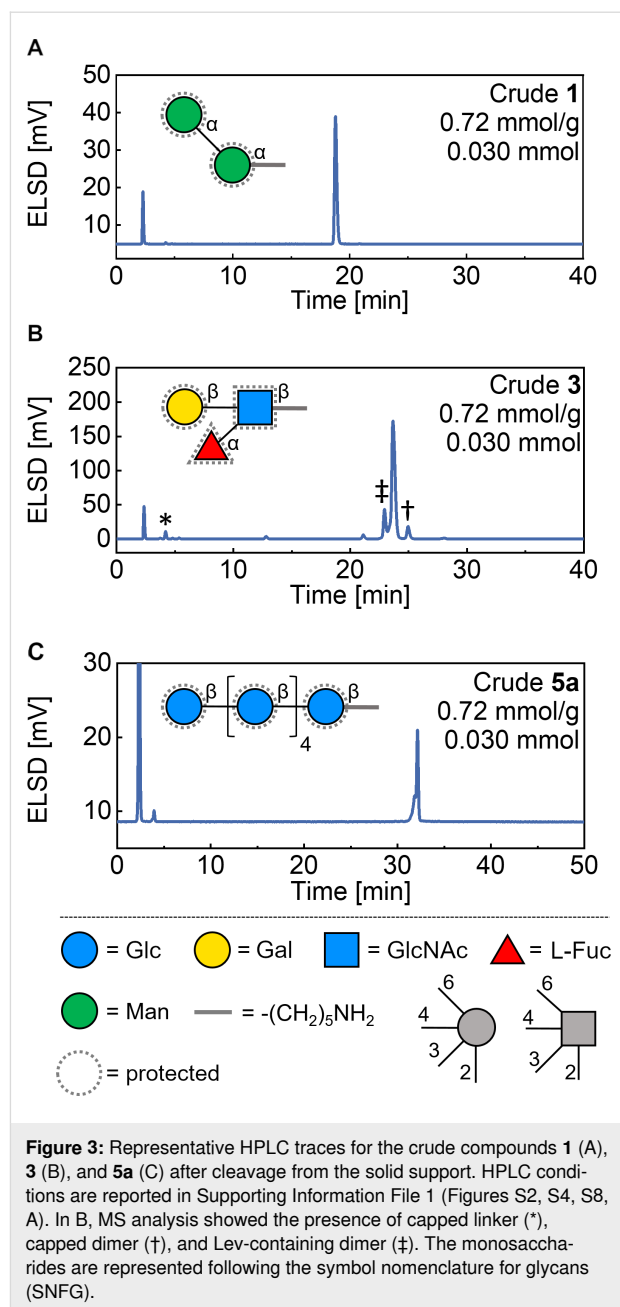 A
50
40
30
20
10
ELSD [mV]
Crude 1
0.72 mmol/g
0.030 mmol
α
α
0 10 20 30 40
Time [min]
B
250
200
150
100
50
0
ELSD [mV]
Crude 3
0.72 mmol/g
0.030 mmol
β β
α
*
‡
†
0 10 20 30 40
Time [min]
C
30
20
10
ELSD [mV]
Crude 5a
0.72 mmol/g
0.030 mmol
β β β
4
0 10 20 30 40 50
Time [min]
= Glc = Gal = GlcNAc = L-Fuc
= Man = -(CH2)5NH2
= protected
6 4 3 2
6 4 3 2
Figure 3: Representative HPLC traces for the crude compounds 1 (A),
3 (B), and 5a (C) after cleavage from the solid support. HPLC condi-
tions are reported in Supporting Information File 1 (Figures S2, S4, S8,
A). In B, MS analysis showed the presence of capped linker (*),
capped dimer (†), and Lev-containing dimer (‡). The monosaccha-
rides are represented following the symbol nomenclature for glycans
(SNFG).